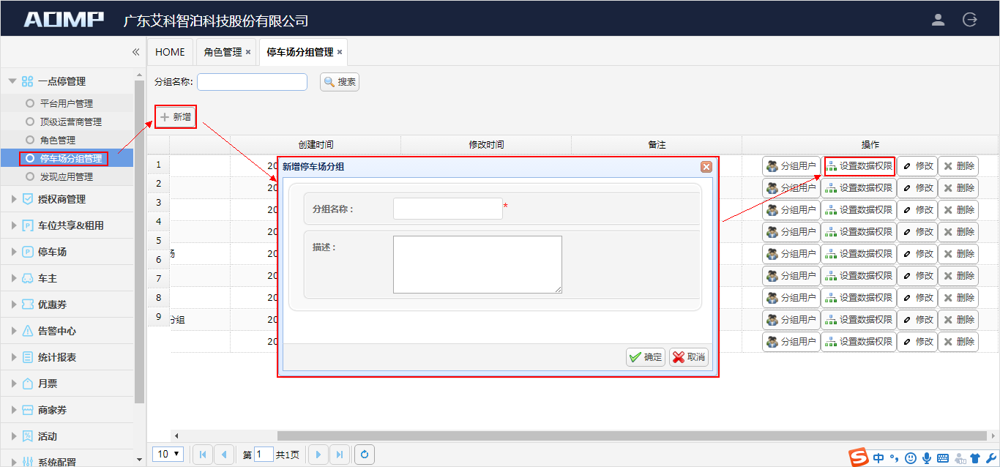 AOMP 广东艾科智泊科技股份有限公司
HOME 角色管理 × 停车场分组管理 ×
一点停管理
平台用户管理
顶级运营商管理
角色管理
停车场分组管理
发现应用管理
授权商管理
车位共享&租用
停车场
车主
优惠券
告警中心
统计报表
月票
商家券
活动
系统配置
分组名称: 搜索
新增
创建时间 修改时间 备注 操作
1 20 分组用户 设置数据权限 修改 删除
2 20 分组用户 设置数据权限 修改 删除
3 20 分组用户 设置数据权限 修改 删除
4 20 分组用户 设置数据权限 修改 删除
5 场 20 分组用户 设置数据权限 修改 删除
6 20 分组用户 设置数据权限 修改 删除
7 20 分组用户 设置数据权限 修改 删除
8 分组 20 分组用户 设置数据权限 修改 删除
9 20 分组用户 设置数据权限 修改 删除
新增停车场分组
分组名称： *
描述：
确定 取消
10 第 1 共1页
S 中